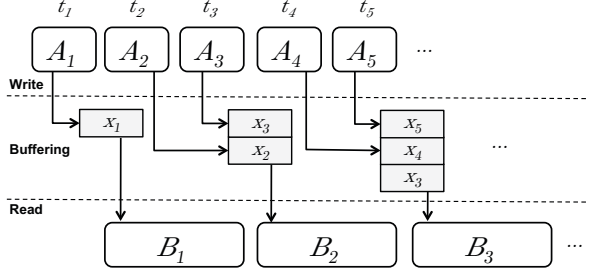 t₁ t₂ t₃ t₄ t₅
A₁ A₂ A₃ A₄ A₅ ...
Write
x₁ x₃ x₅
x₂ x₄ ...
Buffering
x₃
Read
B₁ B₂ B₃ ...